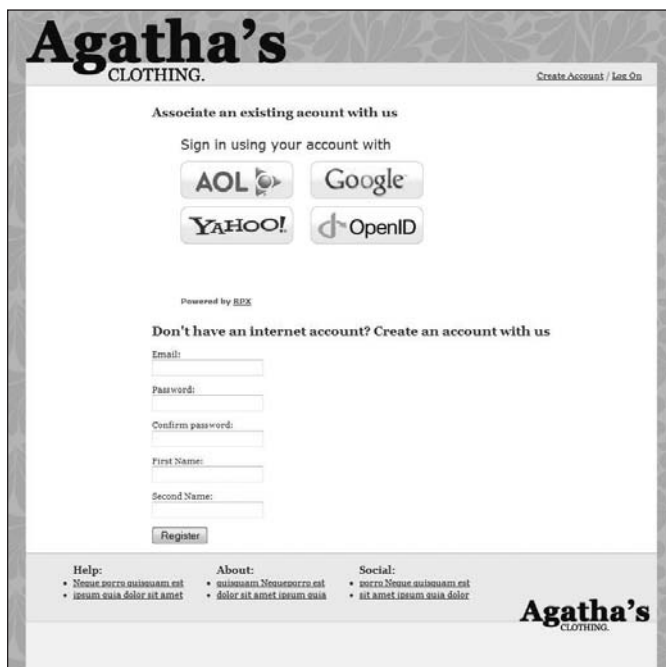 Agatha's
CLOTHING.
Create Account / Log On
Associate an existing acount with us
Sign in using your account with
AOL Google
YAHOO! OpenID
Powered by RPX
Don't have an internet account? Create an account with us
Email:
Password:
Confirm password:
First Name:
Second Name:
Register
Help: About: Social:
• Neque porro quisquam est • quisquam Nequeporro est • porro Neque quisquam est
• ipsum quia dolor sit amet • dolor sit amet ipsum quia • sit amet ipsum quia dolor
Agatha's
CLOTHING.